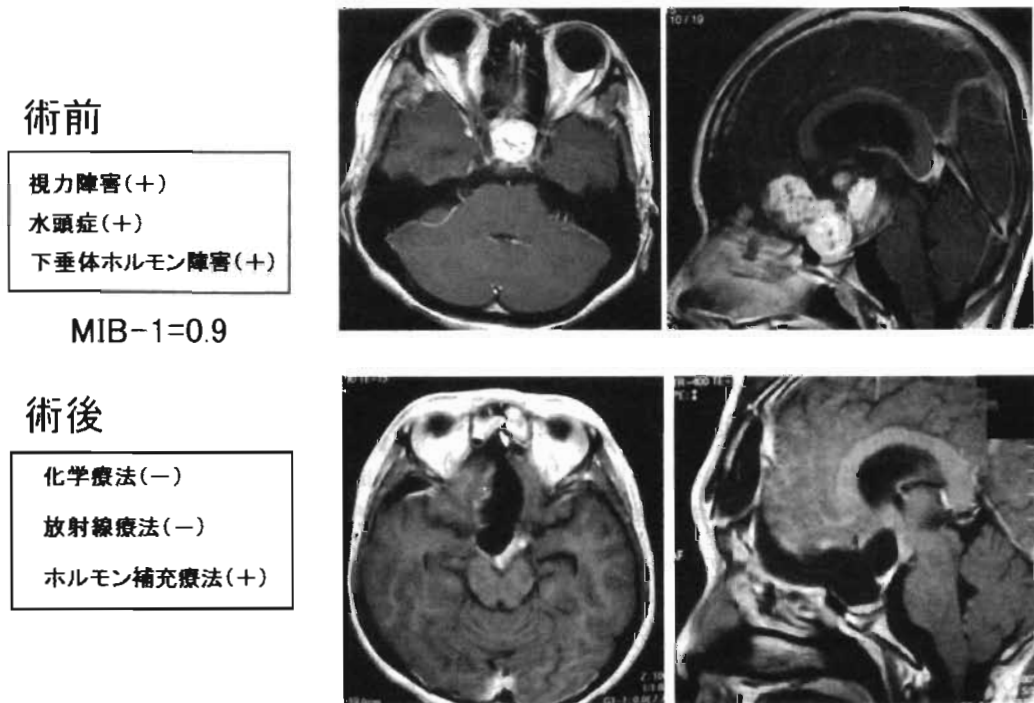 術前
視力障害(+)
水頭症(+)
下垂体ホルモン障害(+)
MIB-1=0.9
10/19
術後
化学療法(-)
放射線療法(-)
ホルモン補充療法(+)